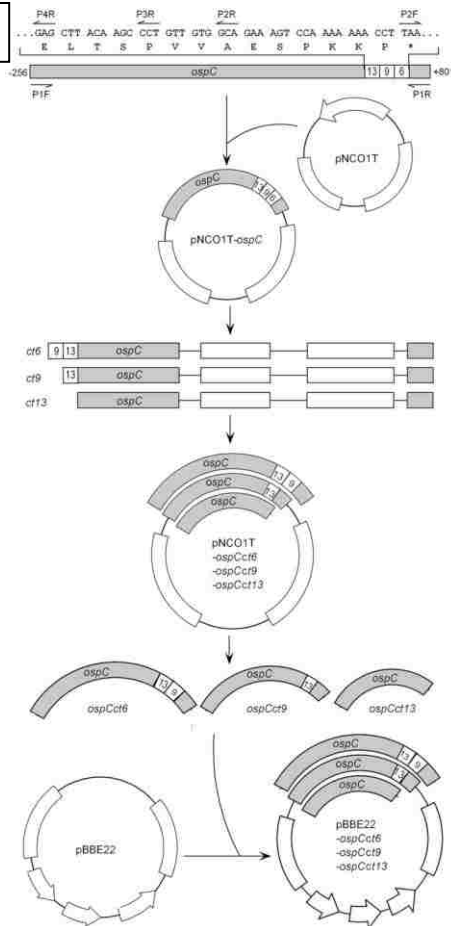 P4R P3R P2R P2F
...GAG CTT ACA AGC CCT GTT GTG GCA GAA AGT CCA AAA AAA CCT TAA...
E L T S P V V A E S P K K P *
-256 ospC 13 9 6 +80
P1F P1R
pNCO1T
ospC 13 9 6
pNCO1T-ospC
ct6 9 13 ospC
ct9 13 ospC
ct13 ospC
ospC 13 9
ospC 13
ospC
pNCO1T
-ospCct6
-ospCct9
-ospCct13
ospC 13 9 ospC 13 ospC
ospCct6 ospCct9 ospCct13
ospC 13 9
ospC 13
ospC
pBBE22 pBBE22
-ospCct6
-ospCct9
-ospCct13